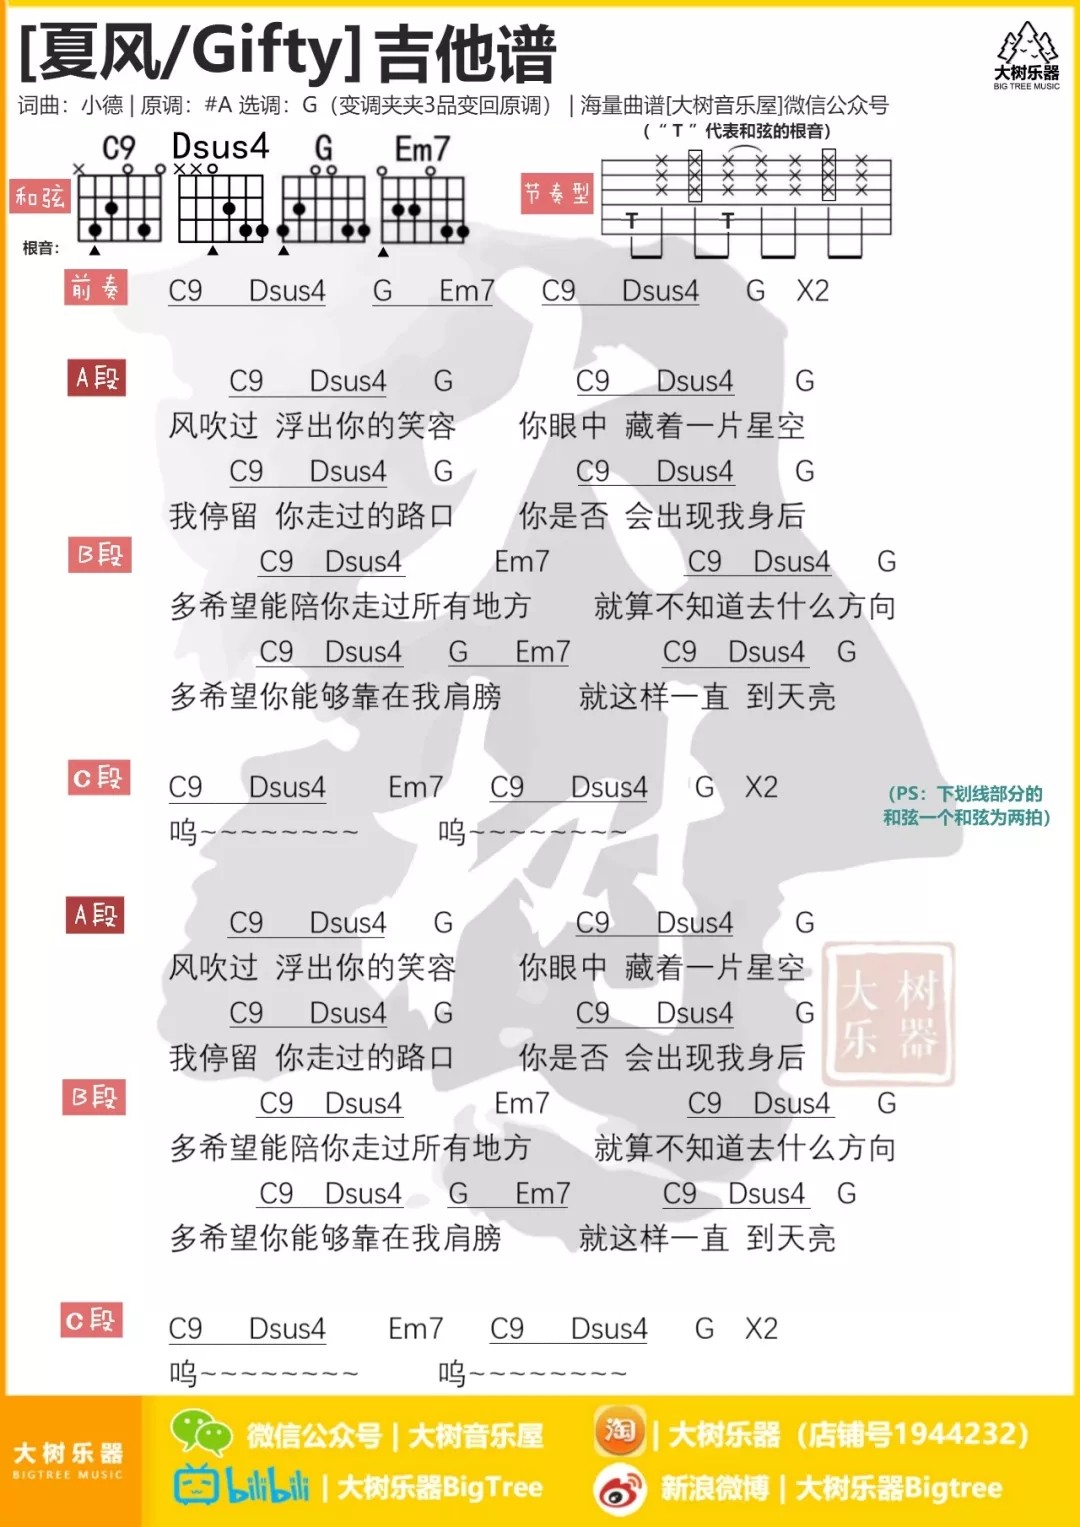 [夏风/Gifty]吉他谱
大树乐器
BIG TREE MUSIC
词曲：小德 | 原调：#A 选调：G（变调夹夹3品变回原调） | 海量曲谱[大树音乐屋]微信公众号
（“T”代表和弦的根音）
C9 Dsus4 G Em7
和弦
节奏型
T T
根音：
前奏 C9 Dsus4 G Em7 C9 Dsus4 G X2
A段 C9 Dsus4 G C9 Dsus4 G
风吹过 浮出你的笑容 你眼中 藏着一片星空
C9 Dsus4 G C9 Dsus4 G
我停留 你走过的路口 你是否 会出现我身后
B段 C9 Dsus4 Em7 C9 Dsus4 G
多希望能陪你走过所有地方 就算不知道去什么方向
C9 Dsus4 G Em7 C9 Dsus4 G
多希望你能够靠在我肩膀 就这样一直 到天亮
C段 C9 Dsus4 Em7 C9 Dsus4 G X2
（PS：下划线部分的
和弦一个和弦为两拍）
呜~~~~~~~~ 呜~~~~~~~~
A段 C9 Dsus4 G C9 Dsus4 G
风吹过 浮出你的笑容 你眼中 藏着一片星空
C9 Dsus4 G C9 Dsus4 G
我停留 你走过的路口 你是否 会出现我身后
B段 C9 Dsus4 Em7 C9 Dsus4 G
多希望能陪你走过所有地方 就算不知道去什么方向
C9 Dsus4 G Em7 C9 Dsus4 G
多希望你能够靠在我肩膀 就这样一直 到天亮
C段 C9 Dsus4 Em7 C9 Dsus4 G X2
呜~~~~~~~~ 呜~~~~~~~~
大树
大树
乐器
大树乐器
BIGTREE MUSIC
微信公众号 | 大树音乐屋
淘 | 大树乐器（店铺号1944232）
bilibili | 大树乐器BigTree
新浪微博 | 大树乐器Bigtree